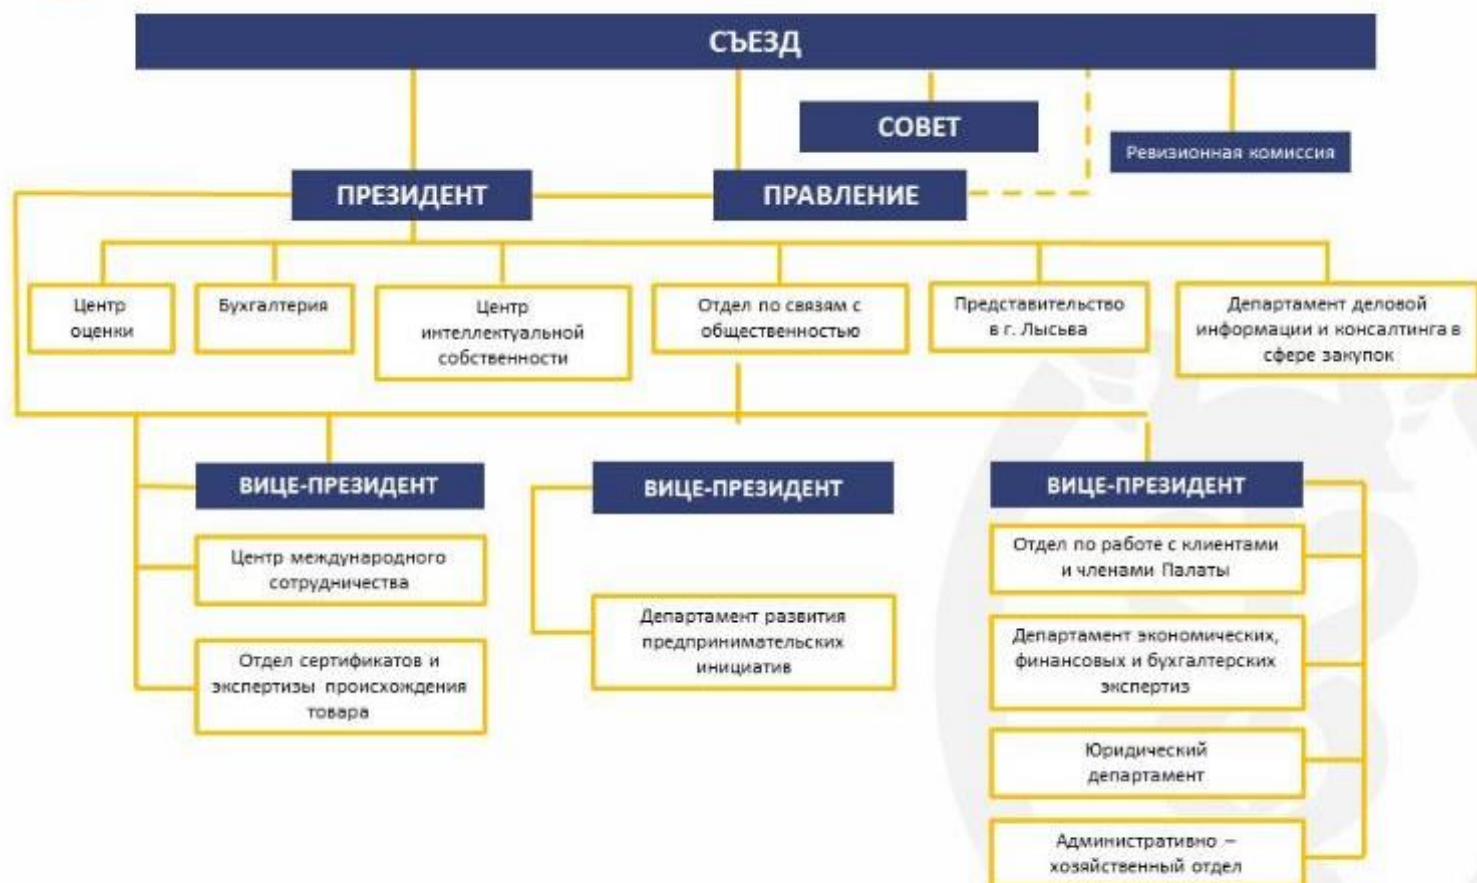 СЪЕЗД
СОВЕТ
Ревизионная комиссия
ПРЕЗИДЕНТ
ПРАВЛЕНИЕ
Центр
оценки
Бухгалтерия
Центр
интеллектуальной
собственности
Отдел по связям с
общественностью
Представительство
в г. Лысьва
Департамент деловой
информации и консалтинга в
сфере закупок
ВИЦЕ-ПРЕЗИДЕНТ
Центр международного
сотрудничества
Отдел сертификатов и
экспертизы происхождения
товара
ВИЦЕ-ПРЕЗИДЕНТ
Департамент развития
предпринимательских
инициатив
ВИЦЕ-ПРЕЗИДЕНТ
Отдел по работе с клиентами
и членами Палаты
Департамент экономических,
финансовых и бухгалтерских
экспертиз
Юридический
департамент
Административно –
хозяйственный отдел